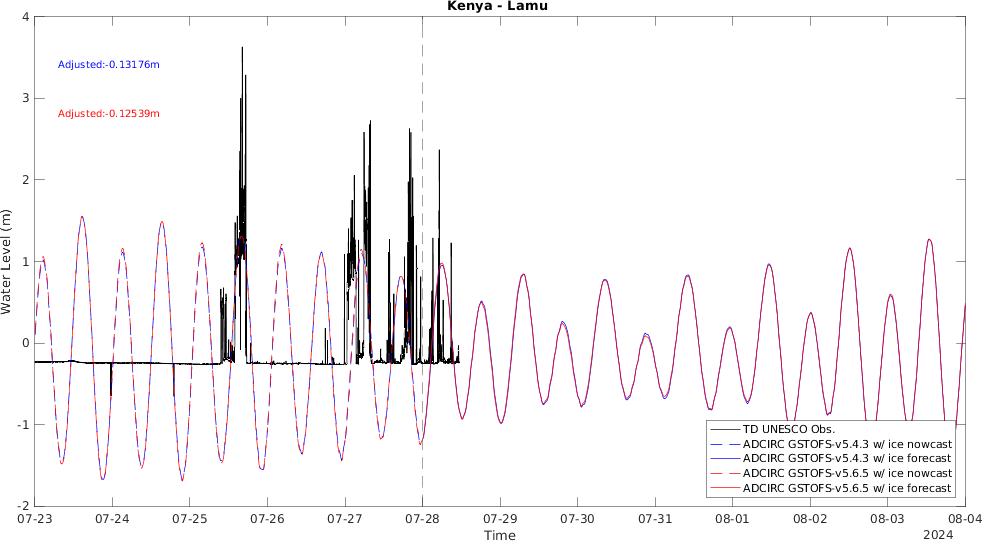 Kenya - Lamu
4
3
2
1
0
-1
-2
Water Level (m)
Adjusted:-0.13176m
Adjusted:-0.12539m
TD UNESCO Obs.
ADCIRC GSTOFS-v5.4.3 w/ ice nowcast
ADCIRC GSTOFS-v5.4.3 w/ ice forecast
ADCIRC GSTOFS-v5.6.5 w/ ice nowcast
ADCIRC GSTOFS-v5.6.5 w/ ice forecast
07-23 07-24 07-25 07-26 07-27 07-28 07-29 07-30 07-31 08-01 08-02 08-03 08-04
Time
2024